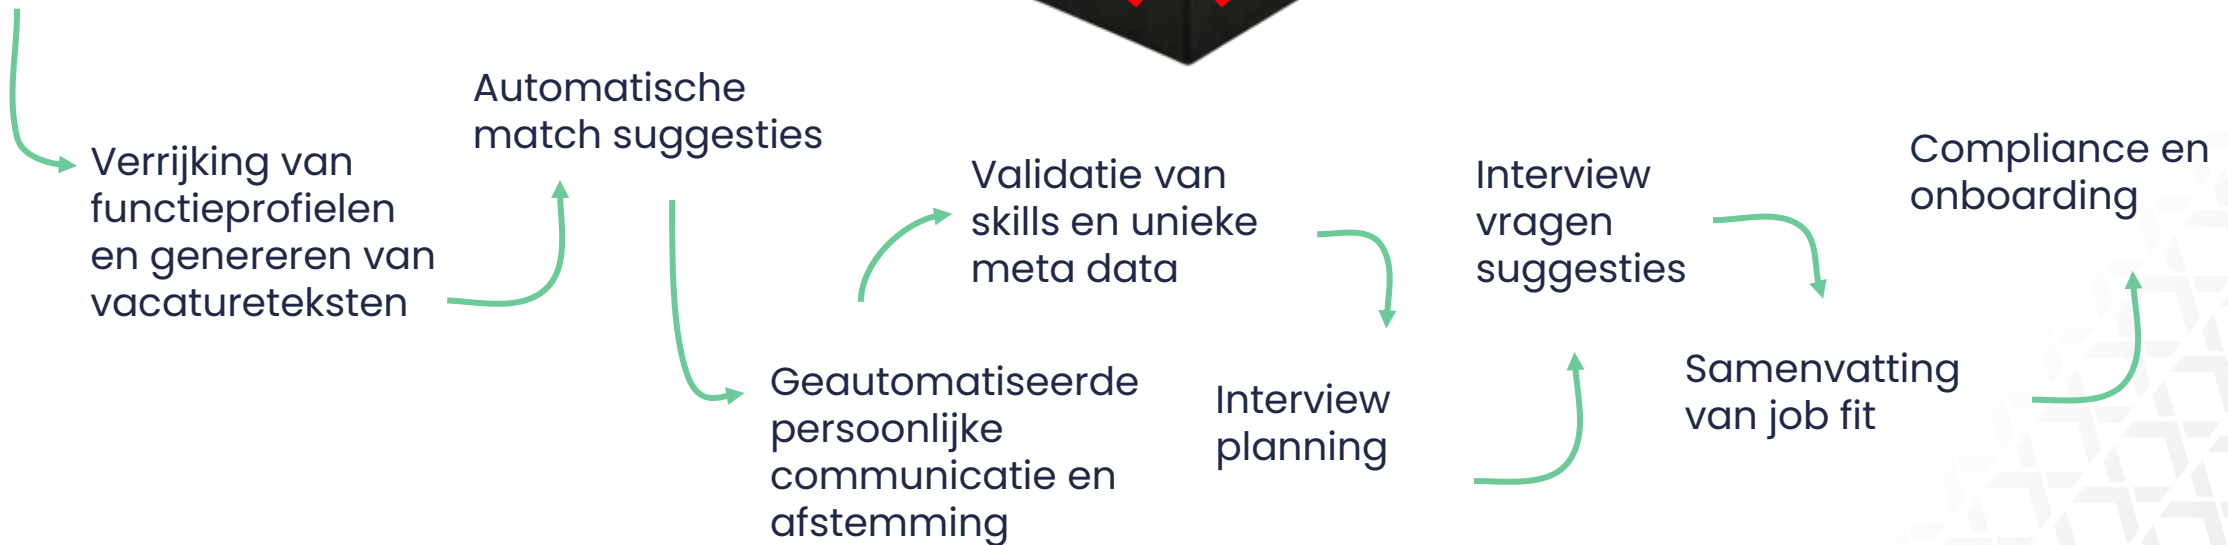 Verrijking van
functieprofielen
en genereren van
vacatureteksten
Automatische
match suggesties
Geautomatiseerde
persoonlijke
communicatie en
afstemming
Validatie van
skills en unieke
meta data
Interview
planning
Interview
vragen
suggesties
Samenvatting
van job fit
Compliance en
onboarding